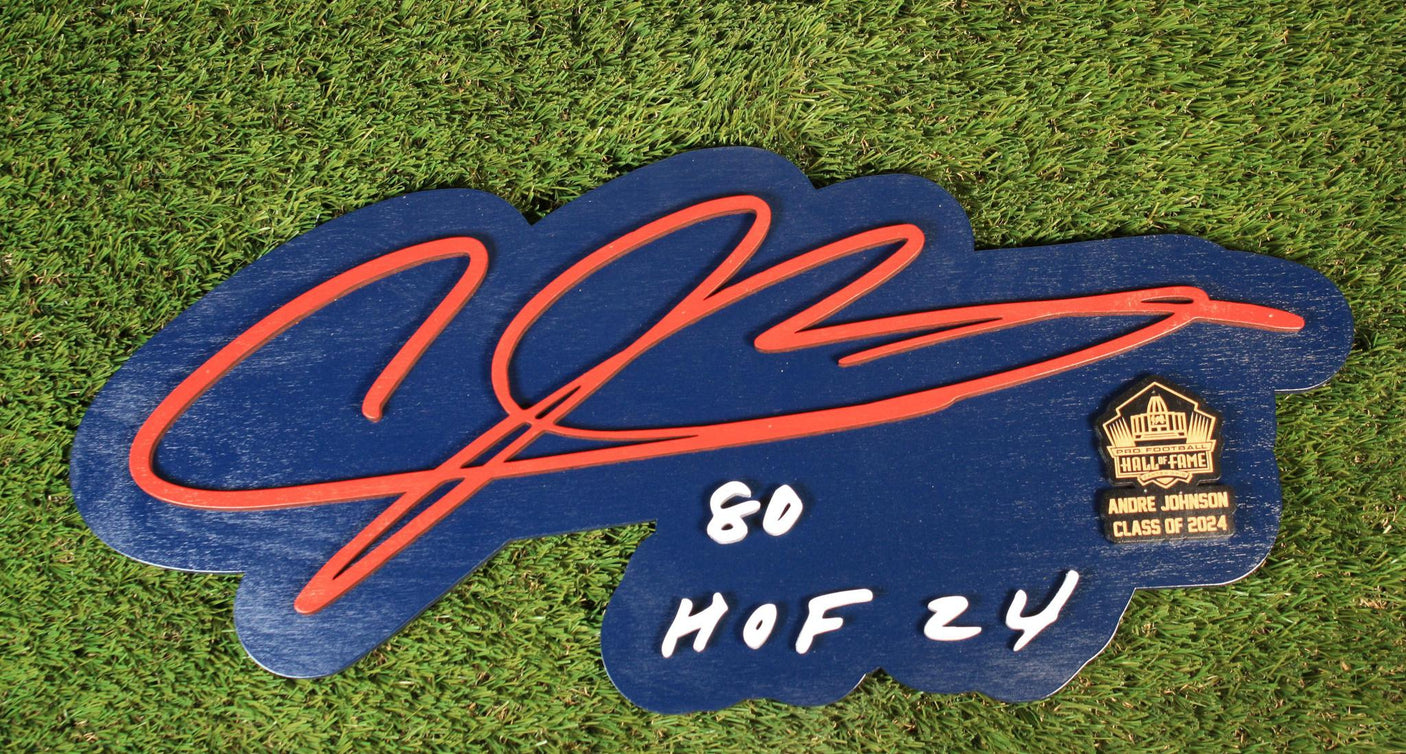 80
HOF 24
PRO FOOTBALL
HALL OF FAME
ANDRE JOHNSON
CLASS OF 2024